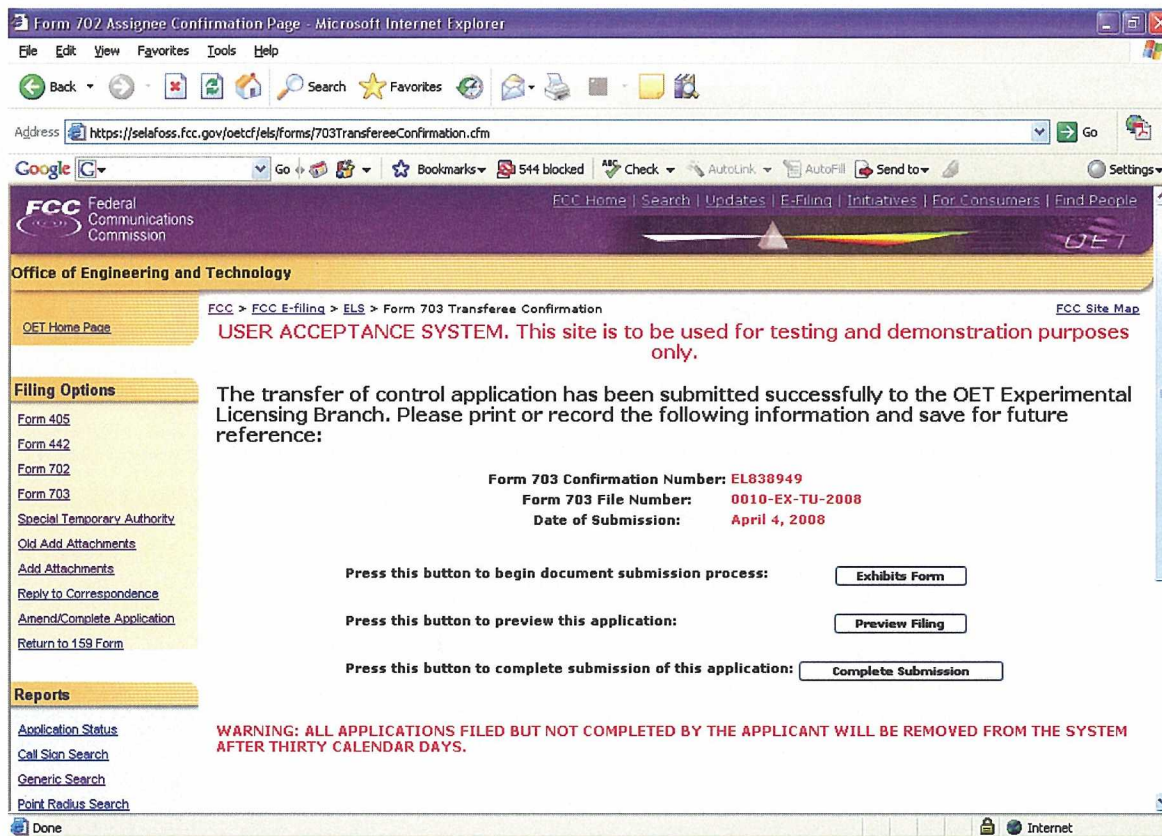 Form 702 Assignee Confirmation Page - Microsoft Internet Explorer
File Edit View Favorites Tools Help
Back Search Favorites
Address https://selafoss.fcc.gov/oetcf/els/forms/703TransfereeConfirmation.cfm Go
Google G Go Bookmarks 544 blocked ABC Check AutoLink AutoFill Send to Settings
FCC Federal Communications Commission
FCC Home | Search | Updates | E-Filing | Initiatives | For Consumers | Find People
OET
Office of Engineering and Technology
OET Home Page
Filing Options
Form 405
Form 442
Form 702
Form 703
Special Temporary Authority
Old Add Attachments
Add Attachments
Reply to Correspondence
Amend/Complete Application
Return to 159 Form
Reports
Application Status
Call Sign Search
Generic Search
Point Radius Search
FCC > FCC E-filing > ELS > Form 703 Transferee Confirmation FCC Site Map
USER ACCEPTANCE SYSTEM. This site is to be used for testing and demonstration purposes
only.
The transfer of control application has been submitted successfully to the OET Experimental
Licensing Branch. Please print or record the following information and save for future
reference:
Form 703 Confirmation Number: EL838949
Form 703 File Number: 0010-EX-TU-2008
Date of Submission: April 4, 2008
Press this button to begin document submission process: Exhibits Form
Press this button to preview this application: Preview Filing
Press this button to complete submission of this application: Complete Submission
WARNING: ALL APPLICATIONS FILED BUT NOT COMPLETED BY THE APPLICANT WILL BE REMOVED FROM THE SYSTEM
AFTER THIRTY CALENDAR DAYS.
Done Internet